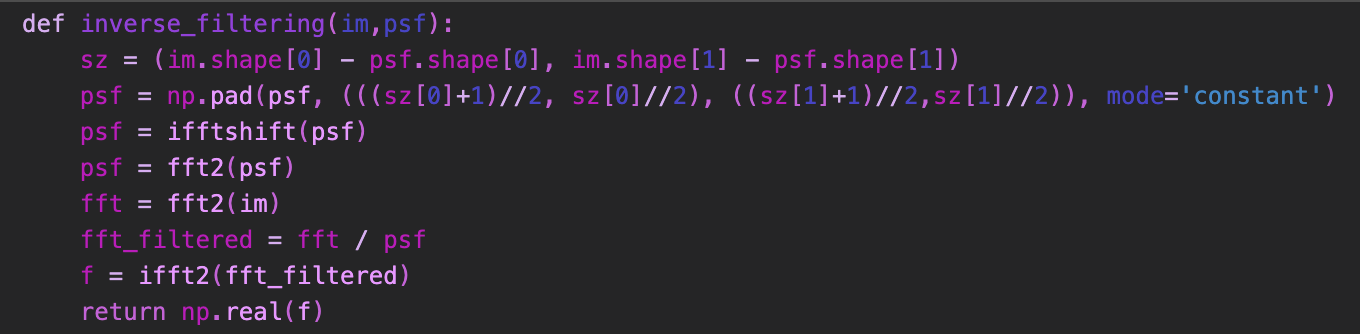 def inverse_filtering(im,psf):
    sz = (im.shape[0] - psf.shape[0], im.shape[1] - psf.shape[1])
    psf = np.pad(psf, (((sz[0]+1)//2, sz[0]//2), ((sz[1]+1)//2,sz[1]//2)), mode='constant')
    psf = ifftshift(psf)
    psf = fft2(psf)
    fft = fft2(im)
    fft_filtered = fft / psf
    f = ifft2(fft_filtered)
    return np.real(f)